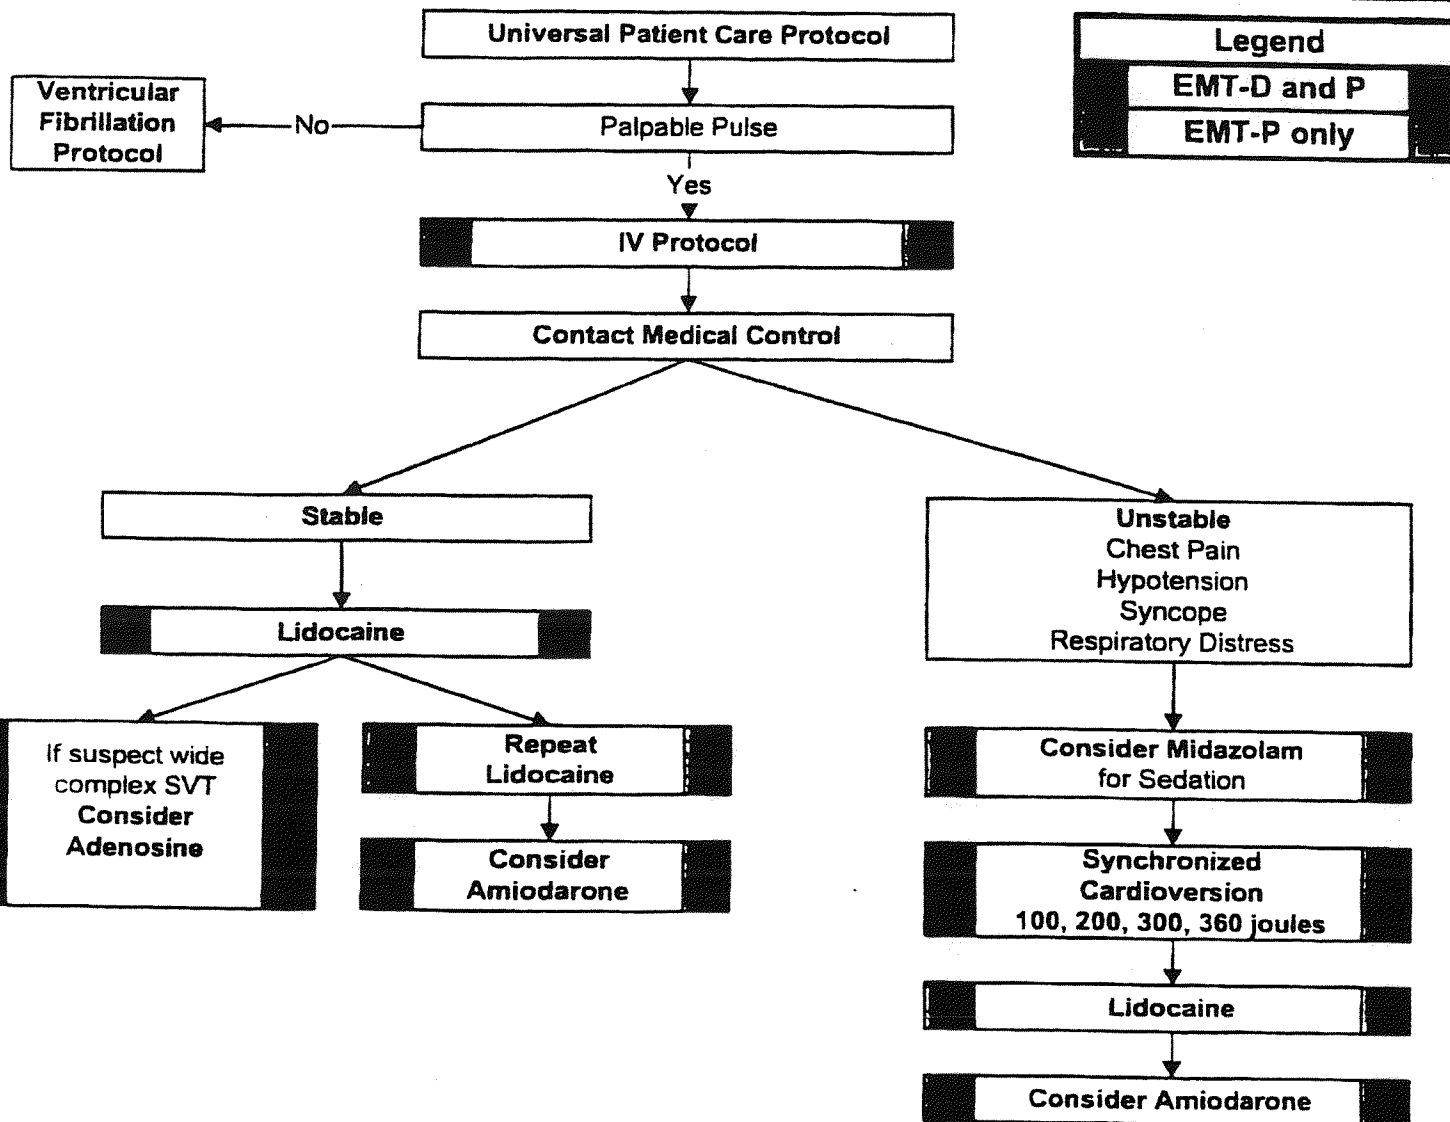 Universal Patient Care Protocol
Legend
EMT-D and P
EMT-P only
Ventricular
Fibrillation
Protocol
No
Palpable Pulse
Yes
IV Protocol
Contact Medical Control
Stable
Unstable
Chest Pain
Hypotension
Syncope
Respiratory Distress
Lidocaine
If suspect wide
complex SVT
Consider
Adenosine
Repeat
Lidocaine
Consider
Amiodarone
Consider Midazolam
for Sedation
Synchronized
Cardioversion
100, 200, 300, 360 joules
Lidocaine
Consider Amiodarone